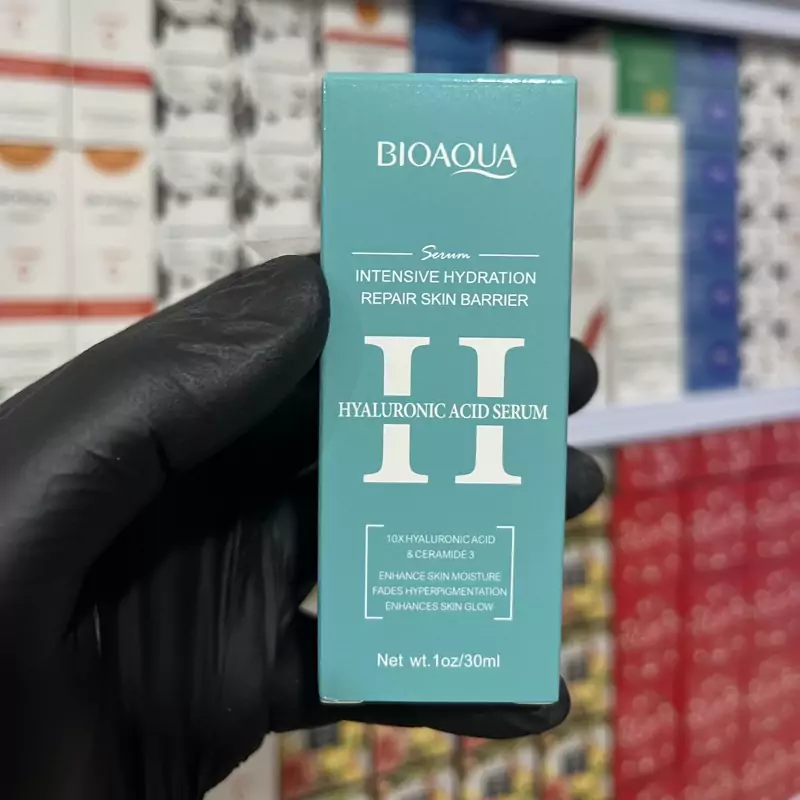 BIOAQUA
Serum
INTENSIVE HYDRATION
REPAIR SKIN BARRIER
H
HYALURONIC ACID SERUM
10X HYALURONIC ACID
& CERAMIDE 3
ENHANCE SKIN MOISTURE
FADES HYPERPIGMENTATION
ENHANCES SKIN GLOW
Net wt.1oz/30ml